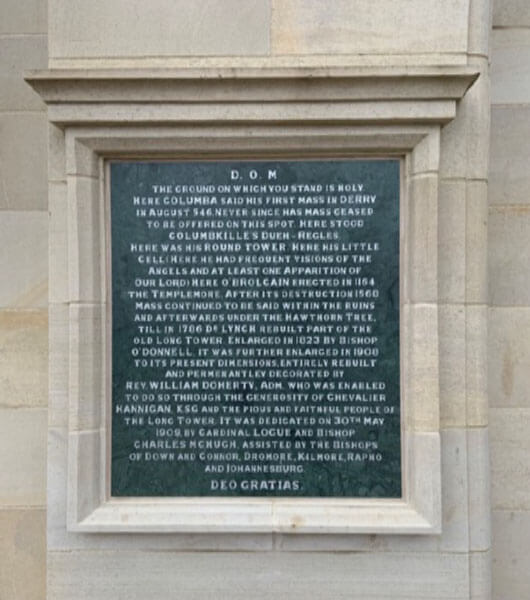 D. O. M
THE GROUND ON WHICH YOU STAND IS HOLY.
HERE COLUMBA SAID HIS FIRST MASS IN DERRY
IN AUGUST 546. NEVER SINCE HAS MASS CEASED
TO BE OFFERED ON THIS SPOT. HERE STOOD
COLUMBKILLE'S DUBH-REGLES.
HERE WAS HIS ROUND TOWER. HERE HIS LITTLE
CELL; HERE HE HAD FREQUENT VISIONS OF THE
ANGELS AND AT LEAST ONE APPARITION OF
OUR LORD; HERE O BROLCAIN ERECTED IN 1164
THE TEMPLEMORE. AFTER ITS DESTRUCTION 1568
MASS CONTINUED TO BE SAID WITHIN THE RUINS
AND AFTERWARDS UNDER THE HAWTHORN TREE,
TILL IN 1786 DR LYNCH REBUILT PART OF THE
OLD LONG TOWER. ENLARGED IN 1823 BY BISHOP
O'DONNELL. IT WAS FURTHER ENLARGED IN 1908
TO ITS PRESENT DIMENSIONS, ENTIRELY REBUILT
AND PERMENANTLEY DECORATED BY
REV. WILLIAM DOHERTY, ADM. WHO WAS ENABLED
TO DO SO THROUGH THE GENEROSITY OF CHEVALIER
HANNIGAN, KSG AND THE PIOUS AND FAITHFUL PEOPLE OF
THE LONG TOWER. IT WAS DEDICATED ON 30TH MAY
1909, BY CARDINAL LOGUE AND BISHOP
CHARLES MCHUGH, ASSISTED BY THE BISHOPS
OF DOWN AND CONNOR, DROMORE, KILMORE, RAPHO
AND JOHANNESBURG.
DEO GRATIAS.